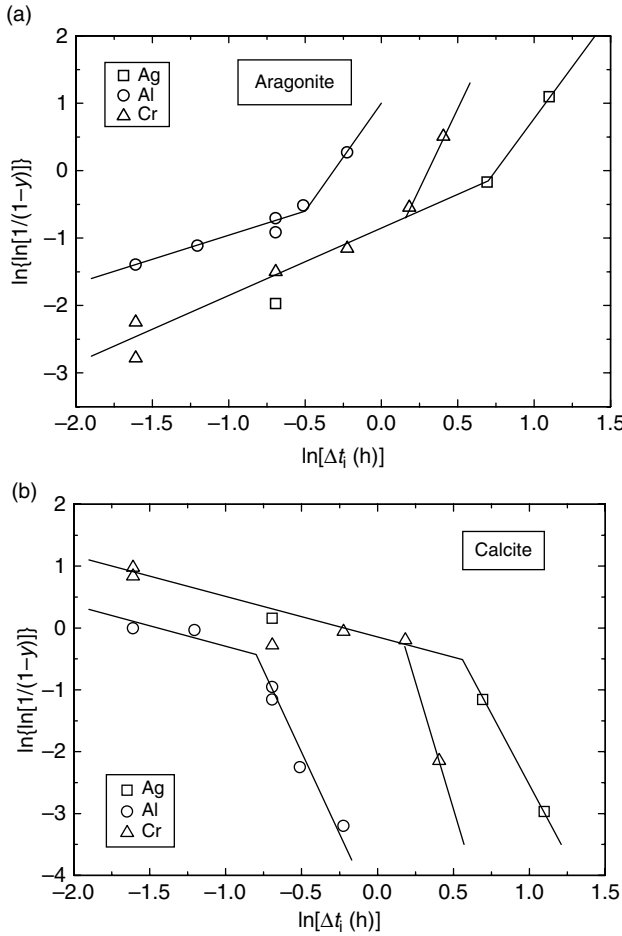 (a)
2
1
0
−1
−2
−3
ln{ln[1/(1−y)]}
Ag
Al
Cr
Aragonite
−2.0 −1.5 −1.0 −0.5 0.0 0.5 1.0 1.5
ln[Δti (h)]
(b)
2
1
0
−1
−2
−3
−4
ln{ln[1/(1−y)]}
Calcite
Ag
Al
Cr
−2.0 −1.5 −1.0 −0.5 0.0 0.5 1.0 1.5
ln[Δti (h)]